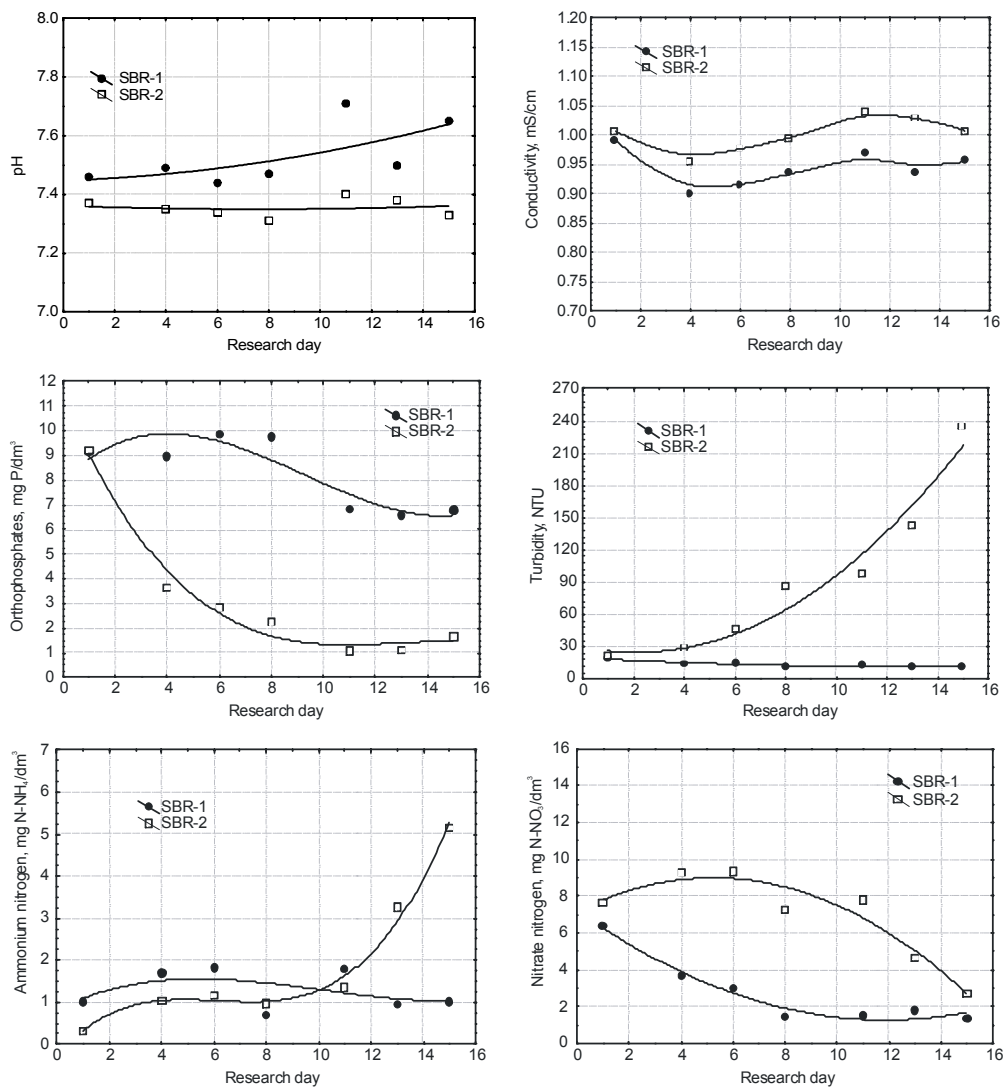 8.0
7.8
7.6
7.4
7.2
7.0
pH
SBR-1
SBR-2
0 2 4 6 8 10 12 14 16
Research day
1.20
1.15
1.10
1.05
1.00
0.95
0.90
0.85
0.80
0.75
0.70
Conductivity, mS/cm
SBR-1
SBR-2
0 2 4 6 8 10 12 14 16
Research day
12
11
10
9
8
7
6
5
4
3
2
1
0
Orthophosphates, mg P/dm³
SBR-1
SBR-2
0 2 4 6 8 10 12 14 16
Research day
270
240
210
180
150
120
90
60
30
0
Turbidity, NTU
SBR-1
SBR-2
0 2 4 6 8 10 12 14 16
Research day
7
6
5
4
3
2
1
0
Ammonium nitrogen, mg N-NH₄/dm³
SBR-1
SBR-2
0 2 4 6 8 10 12 14 16
Research day
16
14
12
10
8
6
4
2
0
Nitrate nitrogen, mg N-NO₃/dm³
SBR-1
SBR-2
0 2 4 6 8 10 12 14 16
Research day